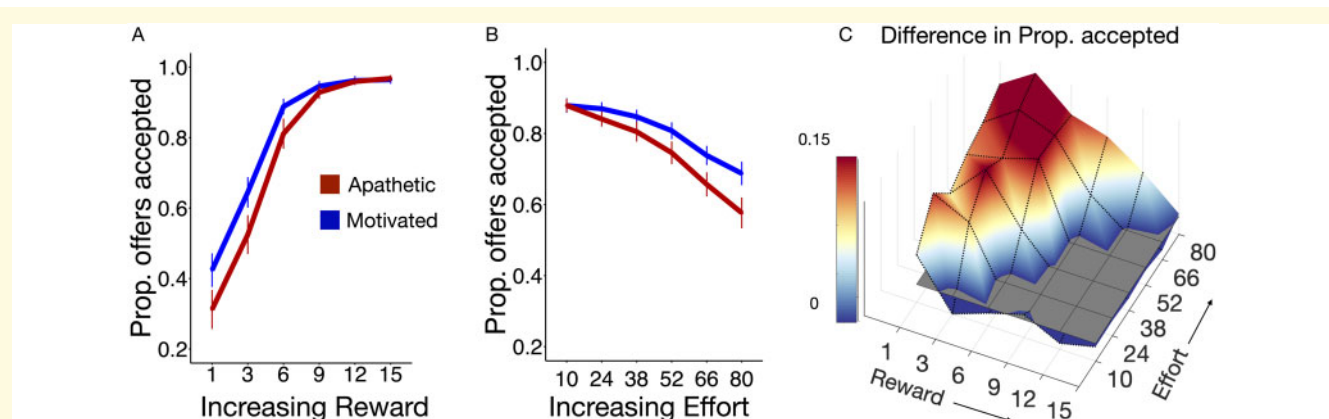 A
Prop. offers accepted
1.0
0.8
0.6
0.4
0.2
1 3 6 9 12 15
Increasing Reward
Apathetic
Motivated
B
Prop. offers accepted
1.0
0.8
0.6
0.4
0.2
10 24 38 52 66 80
Increasing Effort
C Difference in Prop. accepted
0.15
0
1 3 6 9 12 15
Reward
80
66
52
38
24
10
Effort